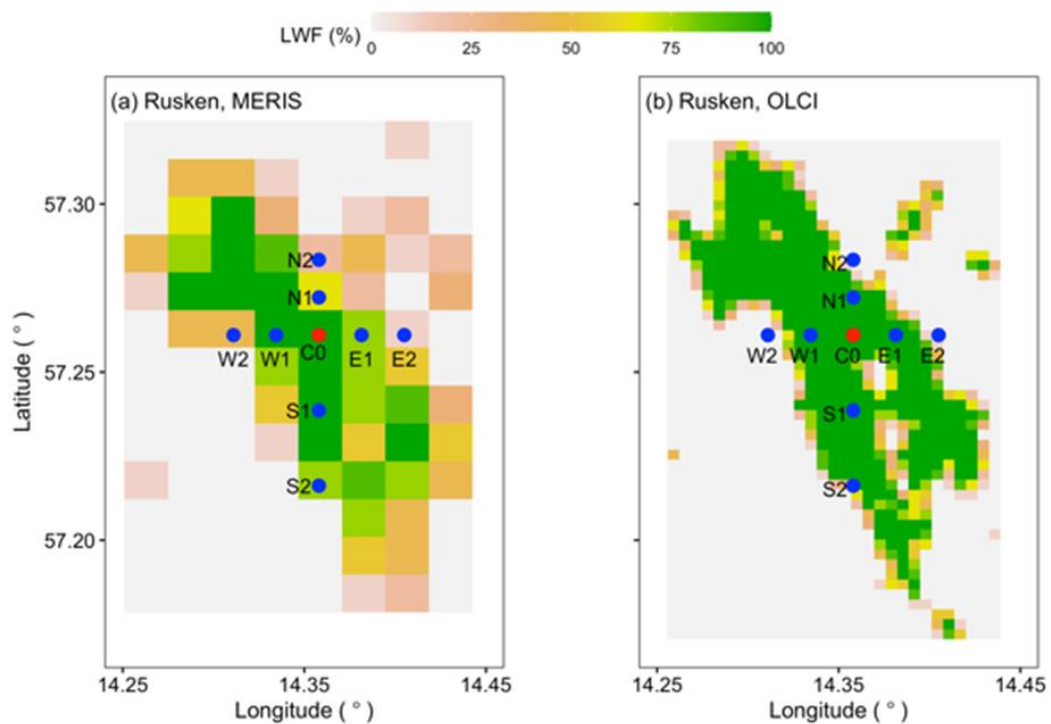 LWF (%)
0 25 50 75 100
(a) Rusken, MERIS
(b) Rusken, OLCI
57.30
57.25
57.20
Latitude ( ° )
N2
N1
W2 W1 C0 E1 E2
S1
S2
N2
N1
W2 W1 C0 E1 E2
S1
S2
14.25 14.35 14.45
14.25 14.35 14.45
Longitude ( ° )
Longitude ( ° )